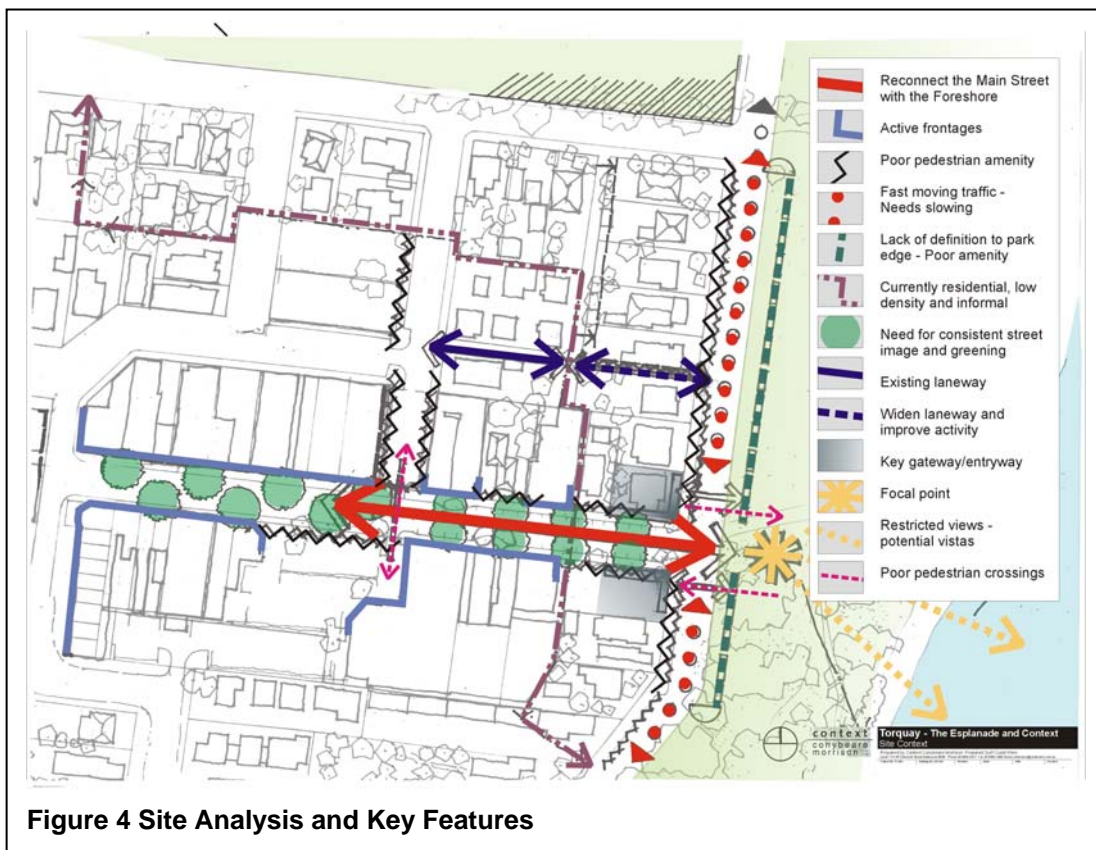 Reconnect the Main Street
with the Foreshore
Active frontages
Poor pedestrian amenity
Fast moving traffic -
Needs slowing
Lack of definition to park
edge - Poor amenity
Currently residential, low
density and informal
Need for consistent street
image and greening
Existing laneway
Widen laneway and
improve activity
Key gateway/entryway
Focal point
Restricted views -
potential vistas
Poor pedestrian crossings
context
conybeare
morrison
Torquay - The Esplanade and Context
Site Context
Figure 4 Site Analysis and Key Features